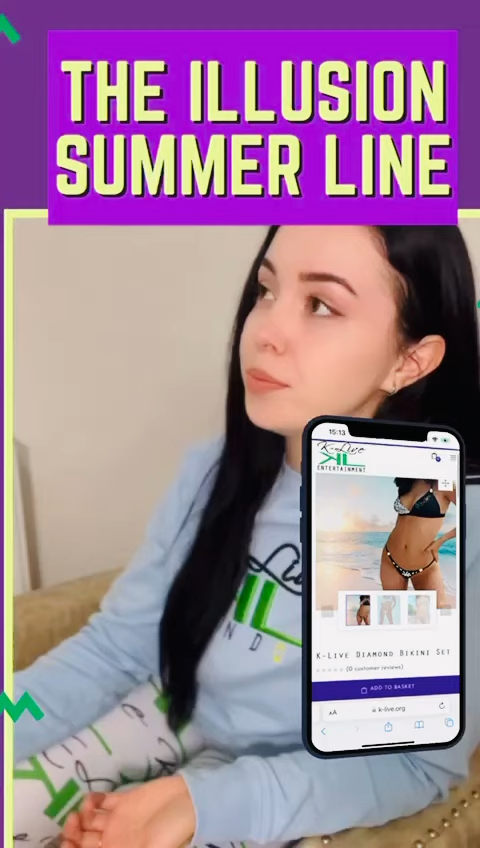 THE ILLUSION
SUMMER LINE
15:13
K-Live
KL
ENTERTAINMENT
K-Live Diamond Bikini Set
(0 customer reviews)
ADD TO BASKET
AA
k-live.org